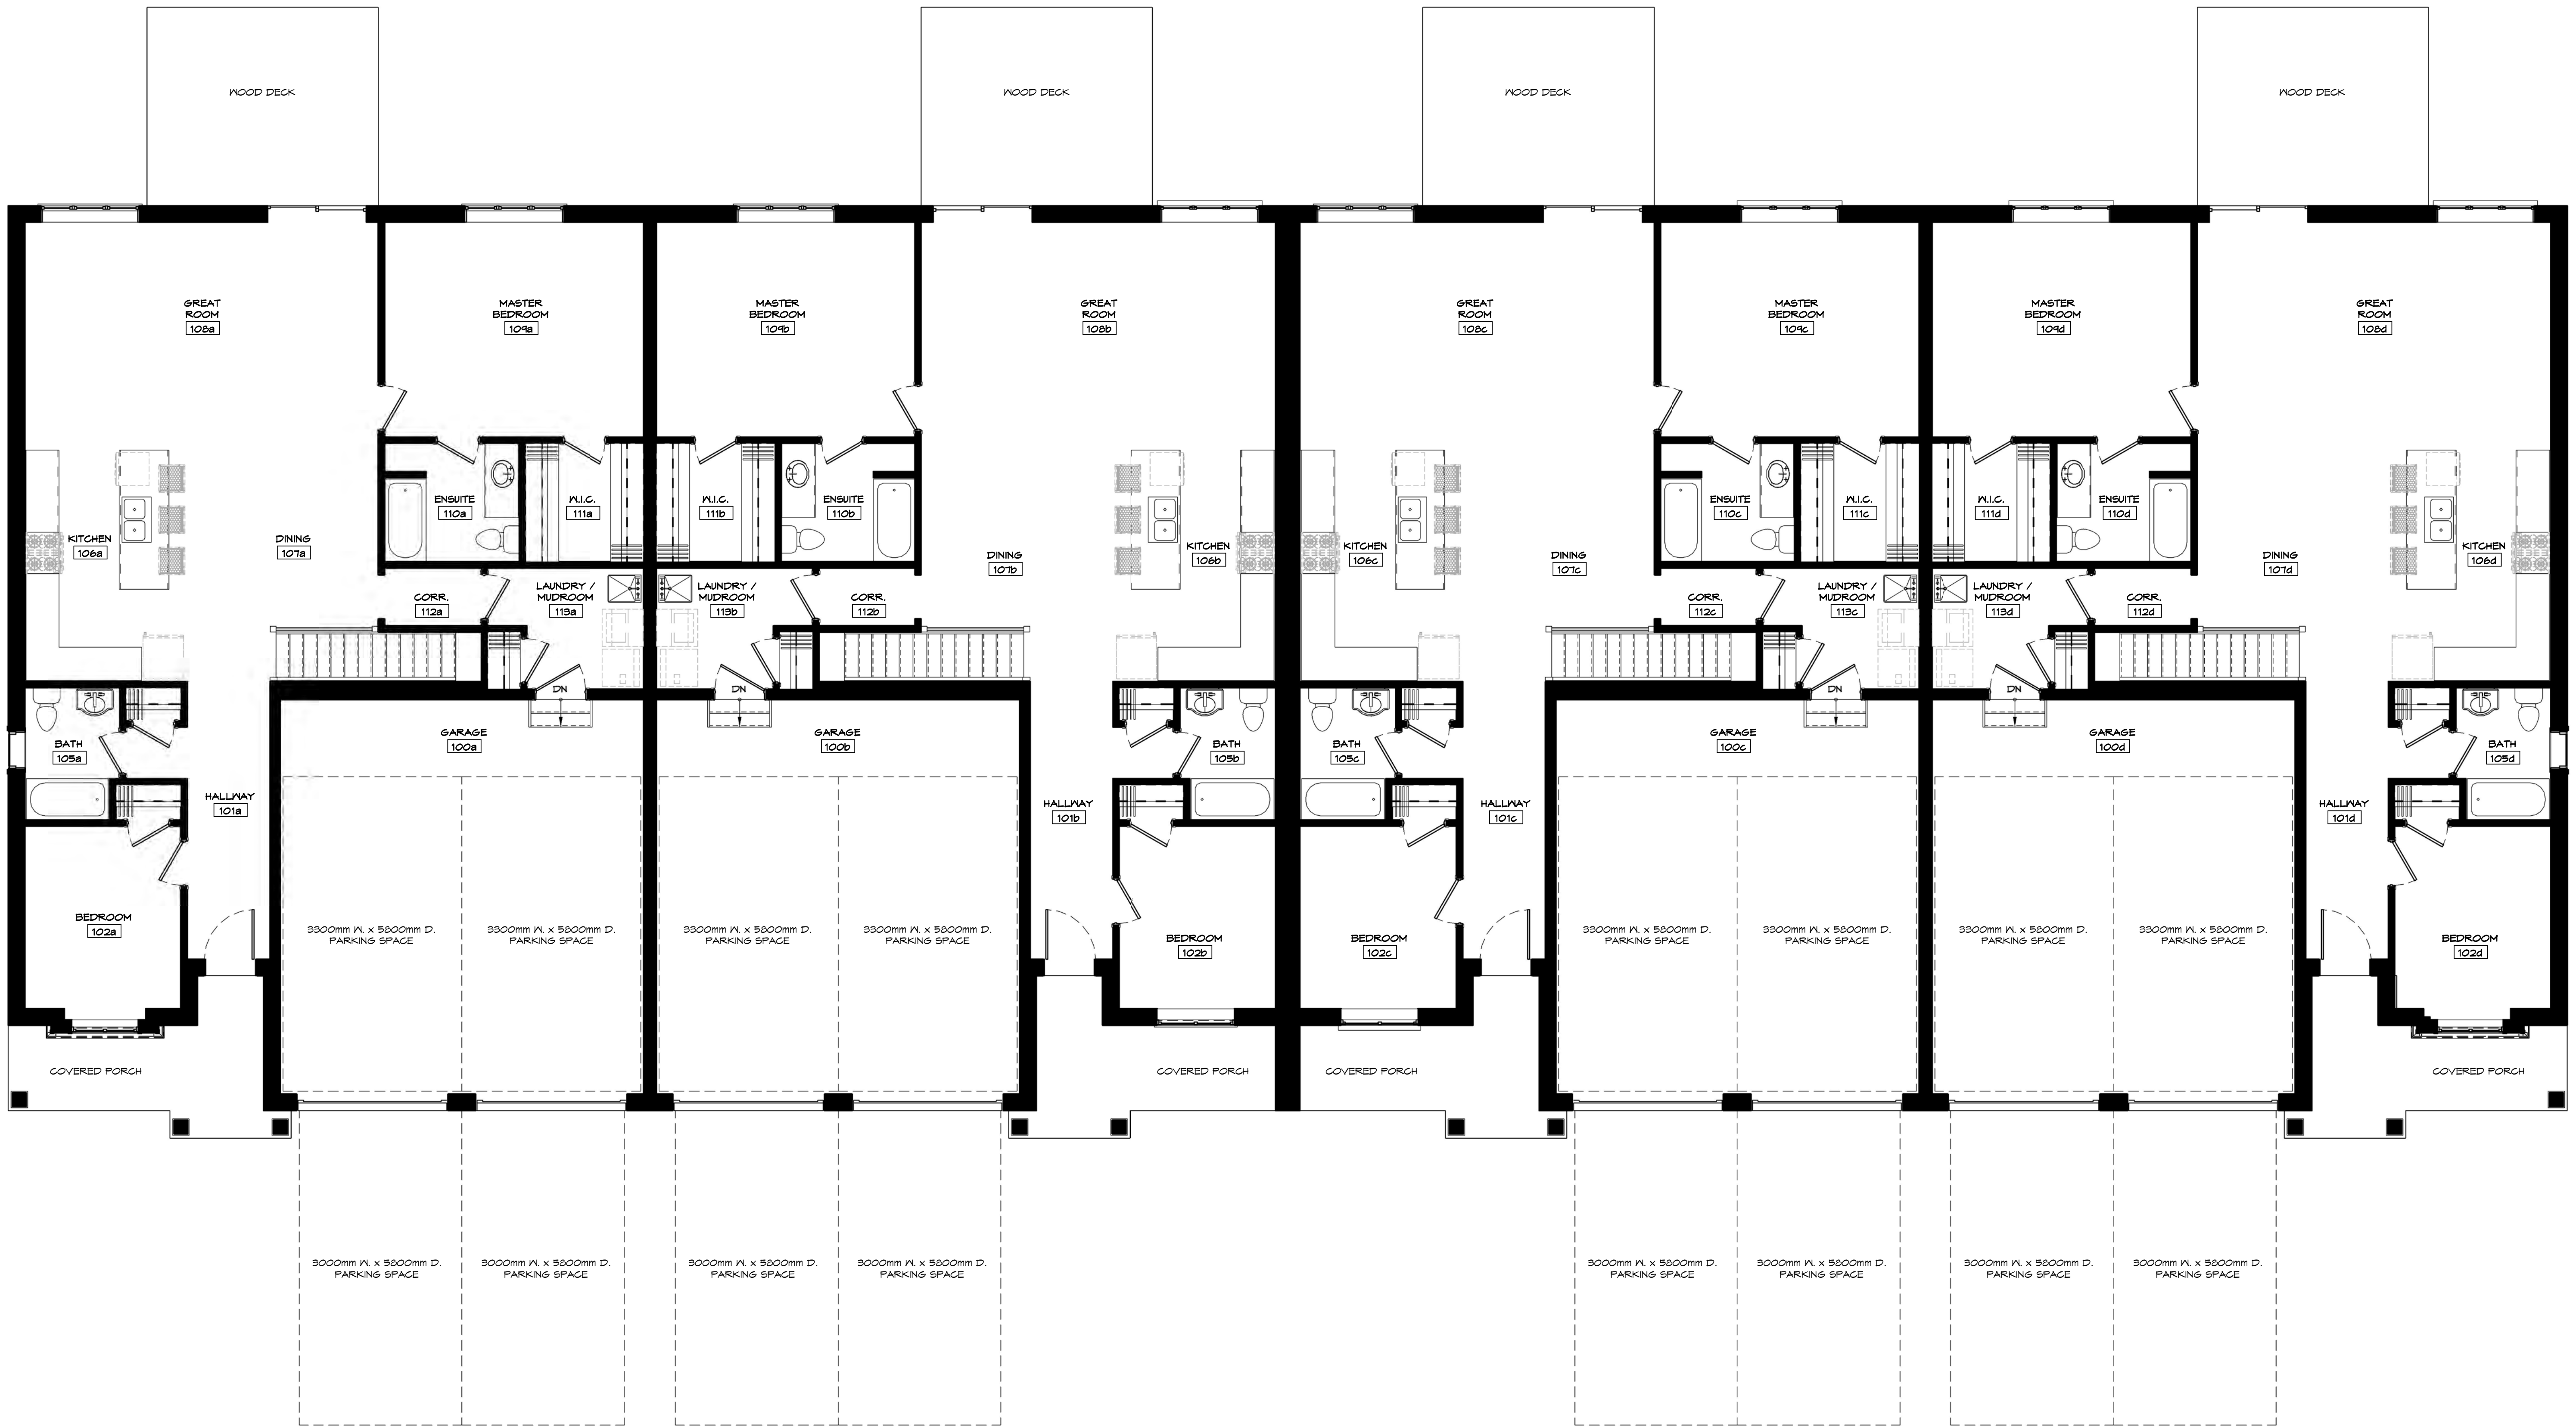 WOOD DECK
WOOD DECK
WOOD DECK
WOOD DECK
GREAT
ROOM
108a
MASTER
BEDROOM
109a
MASTER
BEDROOM
109b
GREAT
ROOM
108b
GREAT
ROOM
108c
MASTER
BEDROOM
109c
MASTER
BEDROOM
109d
GREAT
ROOM
108d
ENSUITE
110a
W.I.C.
111a
W.I.C.
111b
ENSUITE
110b
ENSUITE
110c
W.I.C.
111c
W.I.C.
111d
ENSUITE
110d
KITCHEN
106a
DINING
107a
DINING
107b
KITCHEN
106b
KITCHEN
106c
DINING
107c
DINING
107d
KITCHEN
106d
CORR.
112a
LAUNDRY /
MUDROOM
113a
LAUNDRY /
MUDROOM
113b
CORR.
112b
CORR.
112c
LAUNDRY /
MUDROOM
113c
LAUNDRY /
MUDROOM
113d
CORR.
112d
DN
DN
DN
DN
BATH
105a
GARAGE
100a
GARAGE
100b
BATH
105b
BATH
105c
GARAGE
100c
GARAGE
100d
BATH
105d
HALLWAY
101a
HALLWAY
101b
HALLWAY
101c
HALLWAY
101d
BEDROOM
102a
3300mm W. x 5800mm D.
PARKING SPACE
3300mm W. x 5800mm D.
PARKING SPACE
3300mm W. x 5800mm D.
PARKING SPACE
3300mm W. x 5800mm D.
PARKING SPACE
BEDROOM
102b
BEDROOM
102c
3300mm W. x 5800mm D.
PARKING SPACE
3300mm W. x 5800mm D.
PARKING SPACE
3300mm W. x 5800mm D.
PARKING SPACE
3300mm W. x 5800mm D.
PARKING SPACE
BEDROOM
102d
COVERED PORCH
COVERED PORCH
COVERED PORCH
COVERED PORCH
3000mm W. x 5800mm D.
PARKING SPACE
3000mm W. x 5800mm D.
PARKING SPACE
3000mm W. x 5800mm D.
PARKING SPACE
3000mm W. x 5800mm D.
PARKING SPACE
3000mm W. x 5800mm D.
PARKING SPACE
3000mm W. x 5800mm D.
PARKING SPACE
3000mm W. x 5800mm D.
PARKING SPACE
3000mm W. x 5800mm D.
PARKING SPACE